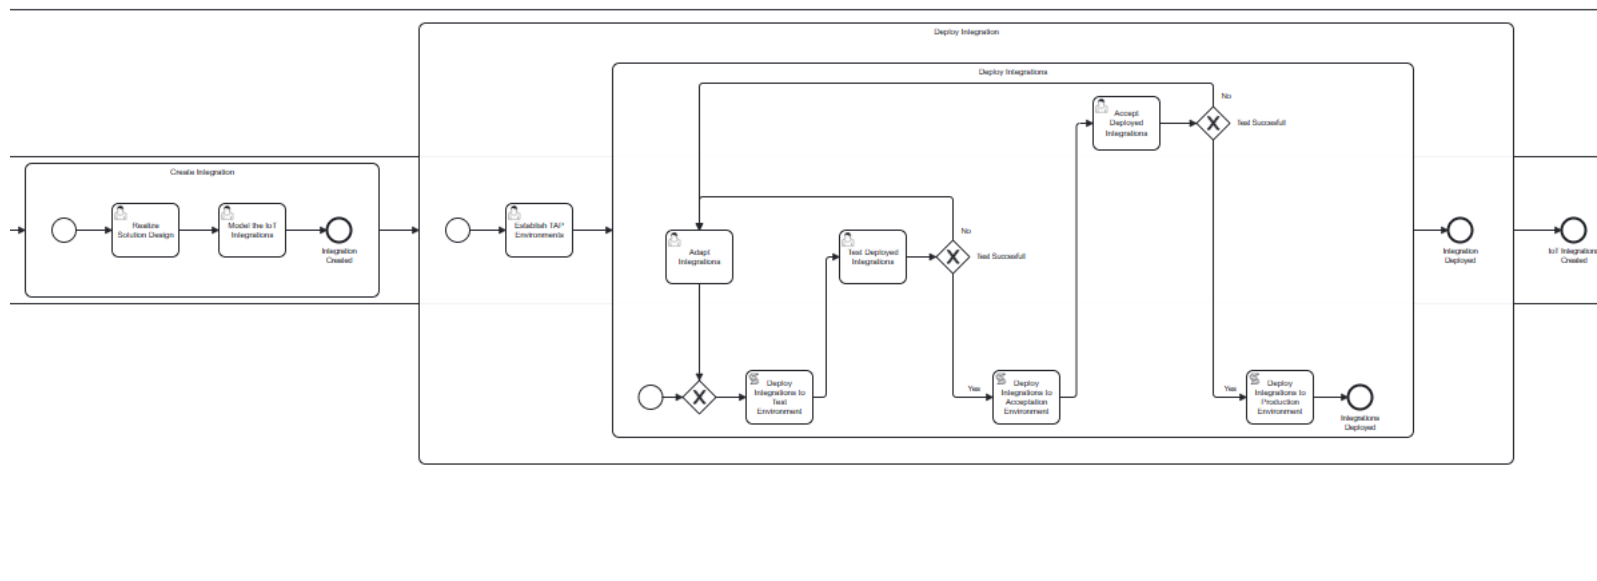 Deploy Integration
Deploy Integrations
No
Accept
Deployed
Integrations
Test Succesfull
Create Integration
Realize
Solution Design
Model the IoT
Integrations
Integration
Created
Establish TAP
Environments
No
Adapt
Integrations
Test Deployed
Integrations
Test Succesfull
Integration
Deployed
IoT Integrations
Created
Deploy
Integrations to
Test
Environment
Yes
Deploy
Integrations to
Acceptation
Environment
Yes
Deploy
Integrations to
Production
Environment
Integrations
Deployed